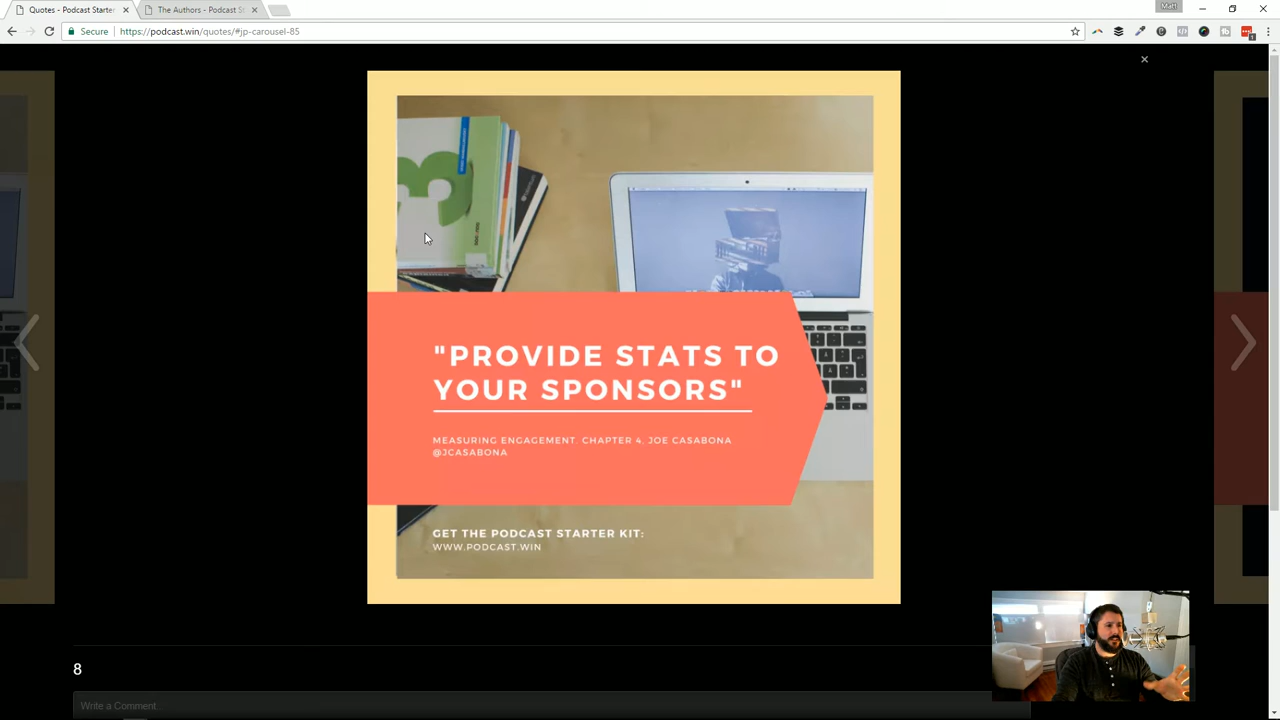 Quotes - Podcast Starter
The Authors - Podcast St
Matt
Secure
https://podcast.win/quotes/#jp-carousel-85
"PROVIDE STATS TO
YOUR SPONSORS"
MEASURING ENGAGEMENT, CHAPTER 4, JOE CASABONA
@JCASABONA
GET THE PODCAST STARTER KIT:
WWW.PODCAST.WIN
8
Write a Comment...